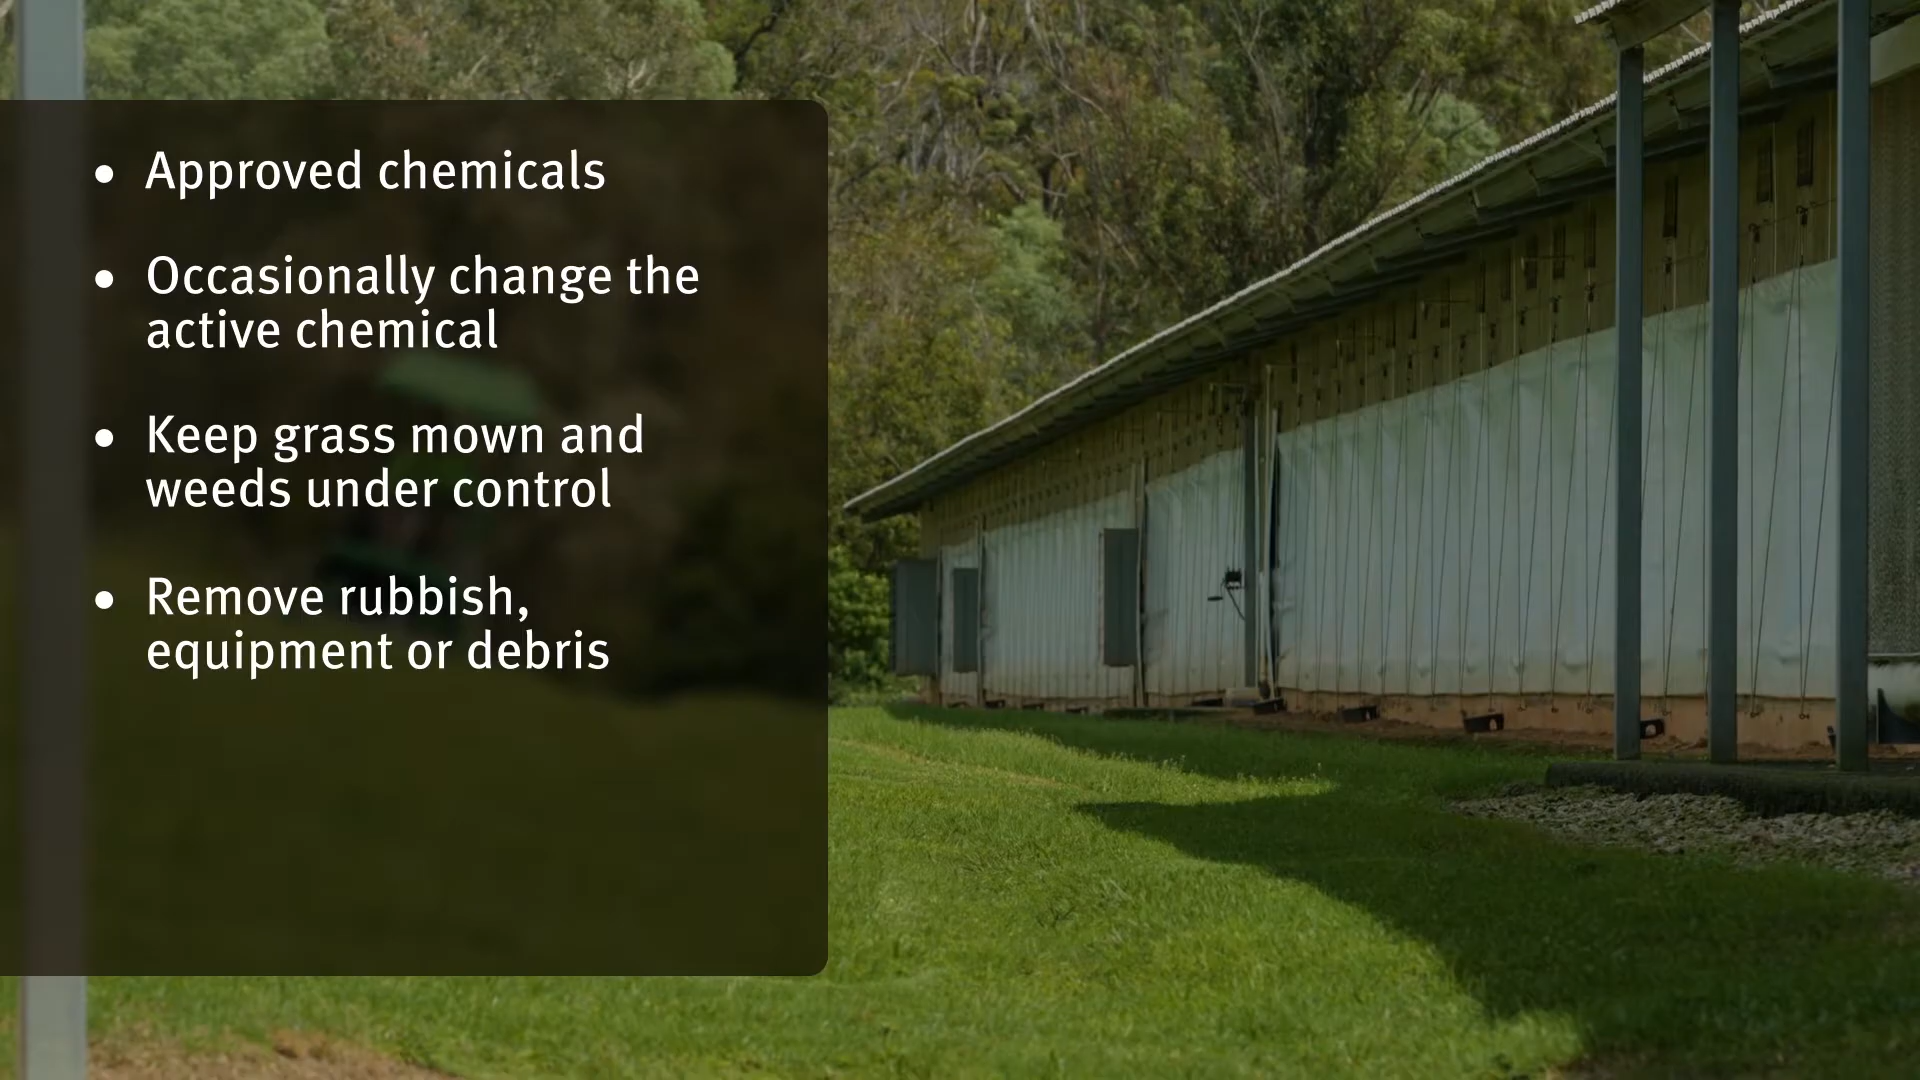 • Approved chemicals
• Occasionally change the
active chemical
• Keep grass mown and
weeds under control
• Remove rubbish,
equipment or debris